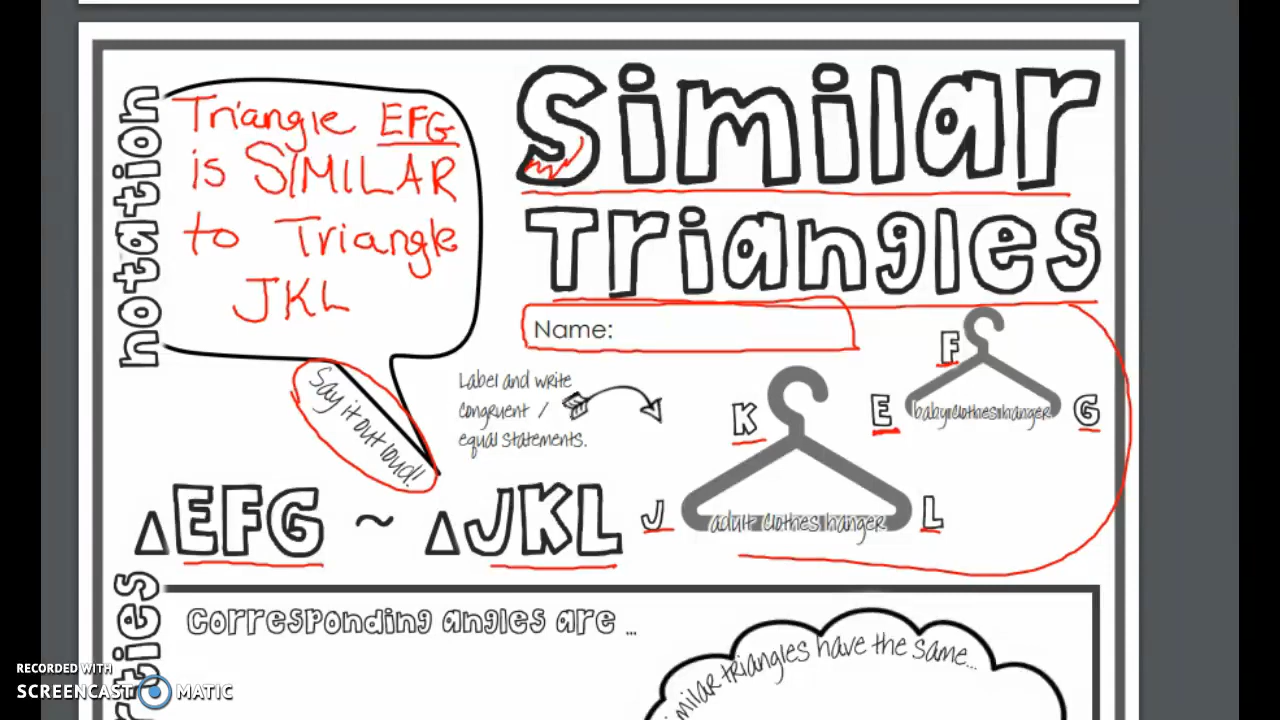 Similar
Triangles
notation
Triangle EFG
is SIMILAR
to Triangle
JKL
Say it out loud!
Name:
Label and write
congruent /
equal statements.
F
E
G
baby clothes hanger
K
J
L
adult clothes hanger
△EFG ~ △JKL
Corresponding angles are ...
triangles have the same...
RECORDED WITH
SCREENCAST MATIC